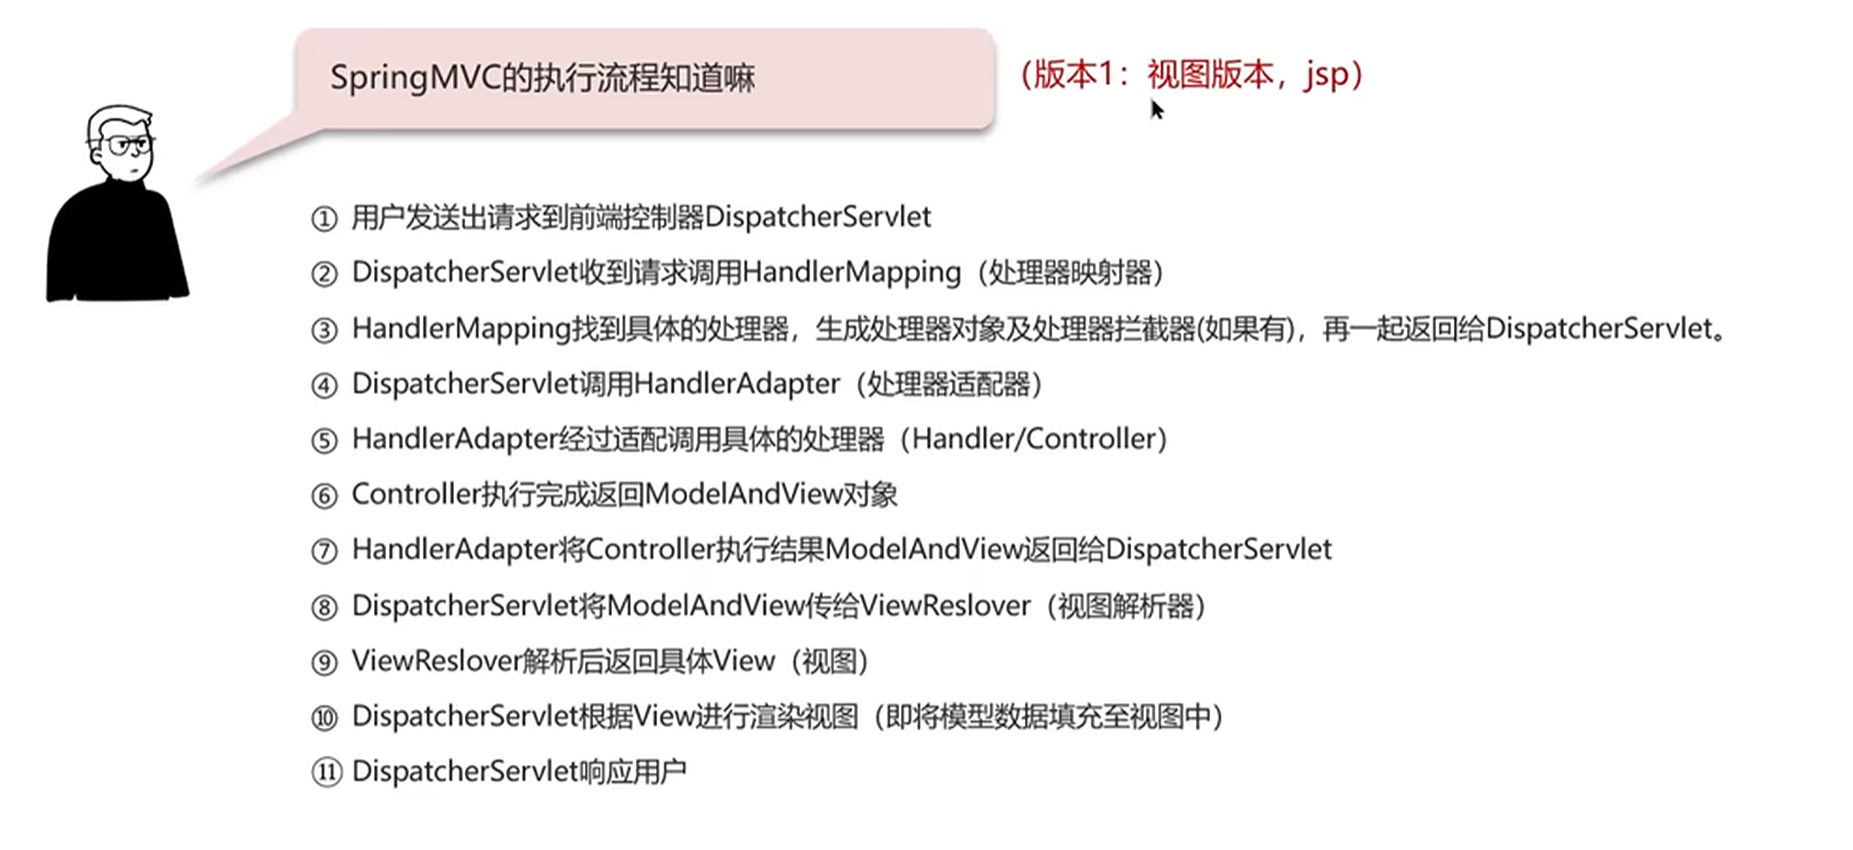 SpringMVC的执行流程知道嘛
（版本1：视图版本，jsp）
① 用户发送出请求到前端控制器DispatcherServlet
② DispatcherServlet收到请求调用HandlerMapping（处理器映射器）
③ HandlerMapping找到具体的处理器，生成处理器对象及处理器拦截器(如果有)，再一起返回给DispatcherServlet。
④ DispatcherServlet调用HandlerAdapter（处理器适配器）
⑤ HandlerAdapter经过适配调用具体的处理器（Handler/Controller）
⑥ Controller执行完成返回ModelAndView对象
⑦ HandlerAdapter将Controller执行结果ModelAndView返回给DispatcherServlet
⑧ DispatcherServlet将ModelAndView传给ViewReslover（视图解析器）
⑨ ViewReslover解析后返回具体View（视图）
⑩ DispatcherServlet根据View进行渲染视图（即将模型数据填充至视图中）
⑪ DispatcherServlet响应用户